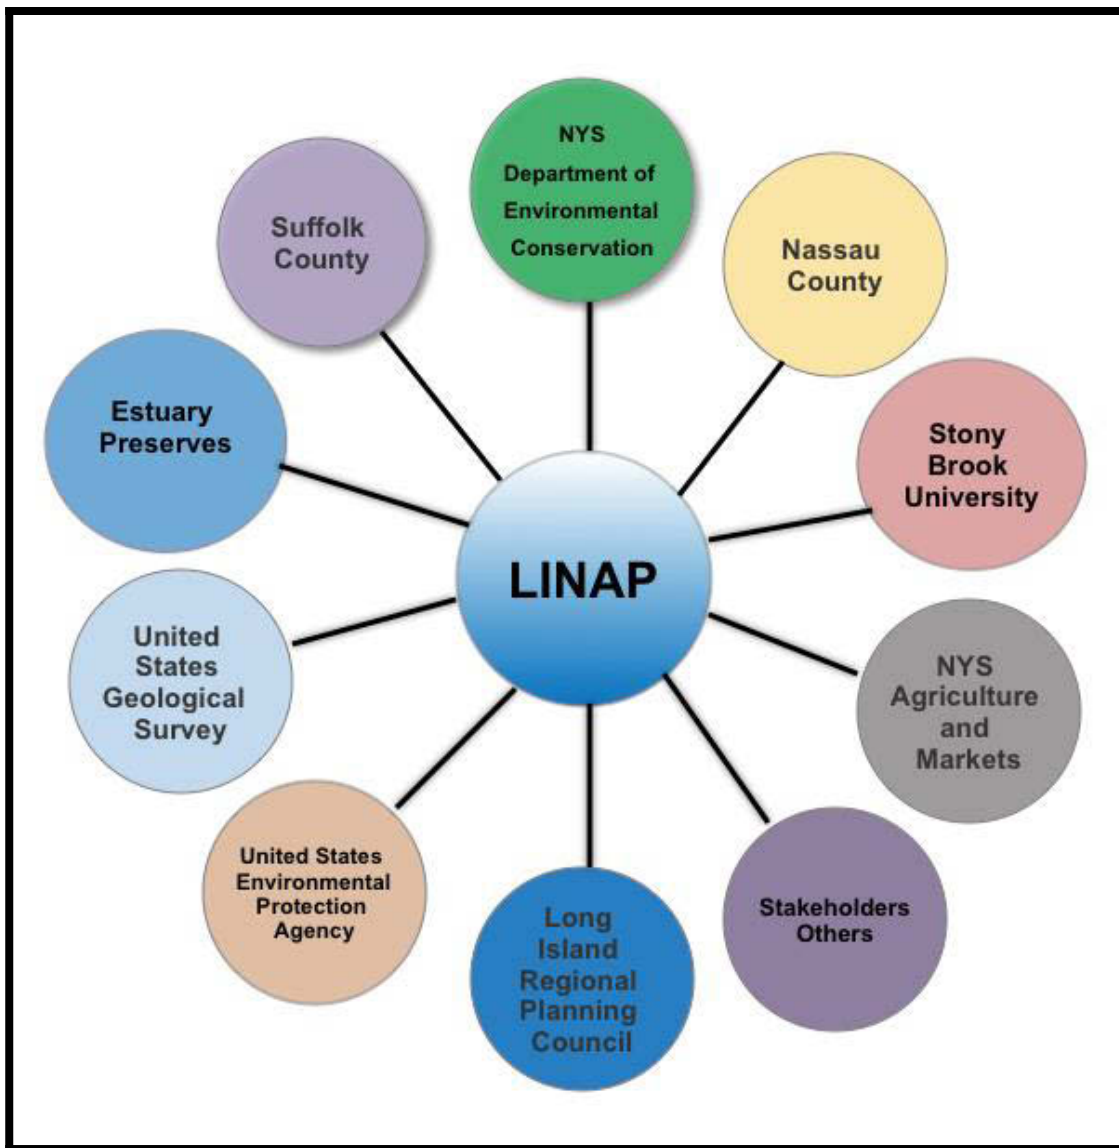 NYS
Department of
Environmental
Conservation
Suffolk
County
Nassau
County
Estuary
Preserves
Stony
Brook
University
LINAP
United
States
Geological
Survey
NYS
Agriculture
and
Markets
United States
Environmental
Protection
Agency
Long
Island
Regional
Planning
Council
Stakeholders
Others